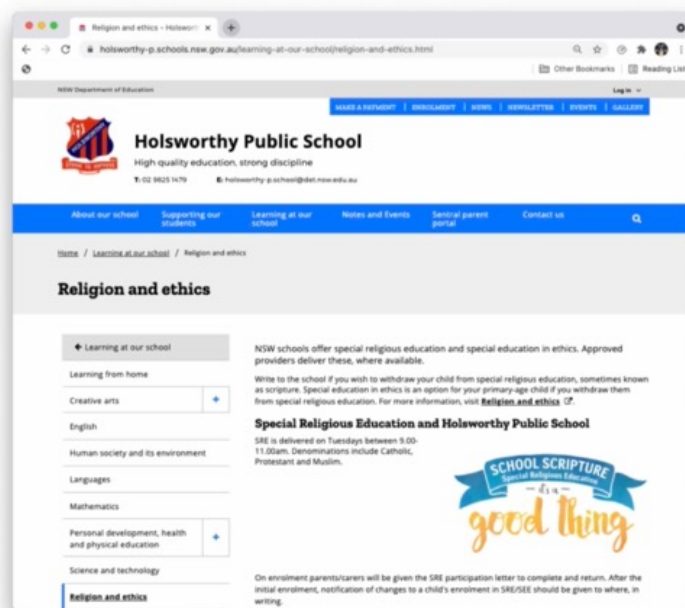 Religion and ethics - Holsworth
holsworthy-p.schools.nsw.gov.au/learning-at-our-school/religion-and-ethics.html
Other Bookmarks
Reading List
NSW Department of Education
Log in
MAKE A PAYMENT | ENROLMENT | NEWS | NEWSLETTER | EVENTS | GALLERY
Holsworthy Public School
High quality education, strong discipline
T: 02 9825 1479 E: holsworthy-p.school@det.nsw.edu.au
About our school
Supporting our students
Learning at our school
Notes and Events
Sentral parent portal
Contact us
Home / Learning at our school / Religion and ethics
Religion and ethics
Learning at our school
Learning from home
Creative arts
English
Human society and its environment
Languages
Mathematics
Personal development, health
and physical education
Science and technology
Religion and ethics
NSW schools offer special religious education and special education in ethics. Approved
providers deliver these, where available.
Write to the school if you wish to withdraw your child from special religious education, sometimes known
as scripture. Special education in ethics is an option for your primary-age child if you withdraw them
from special religious education. For more information, visit Religion and ethics.
Special Religious Education and Holsworthy Public School
SRE is delivered on Tuesdays between 9.00-
11.00am. Denominations include Catholic,
Protestant and Muslim.
SCHOOL SCRIPTURE
Special Religious Education
it's a
good thing
On enrolment parents/carers will be given the SRE participation letter to complete and return. After the
initial enrolment, notification of changes to a child's enrolment in SRE/SEE should be given to where, in
writing.